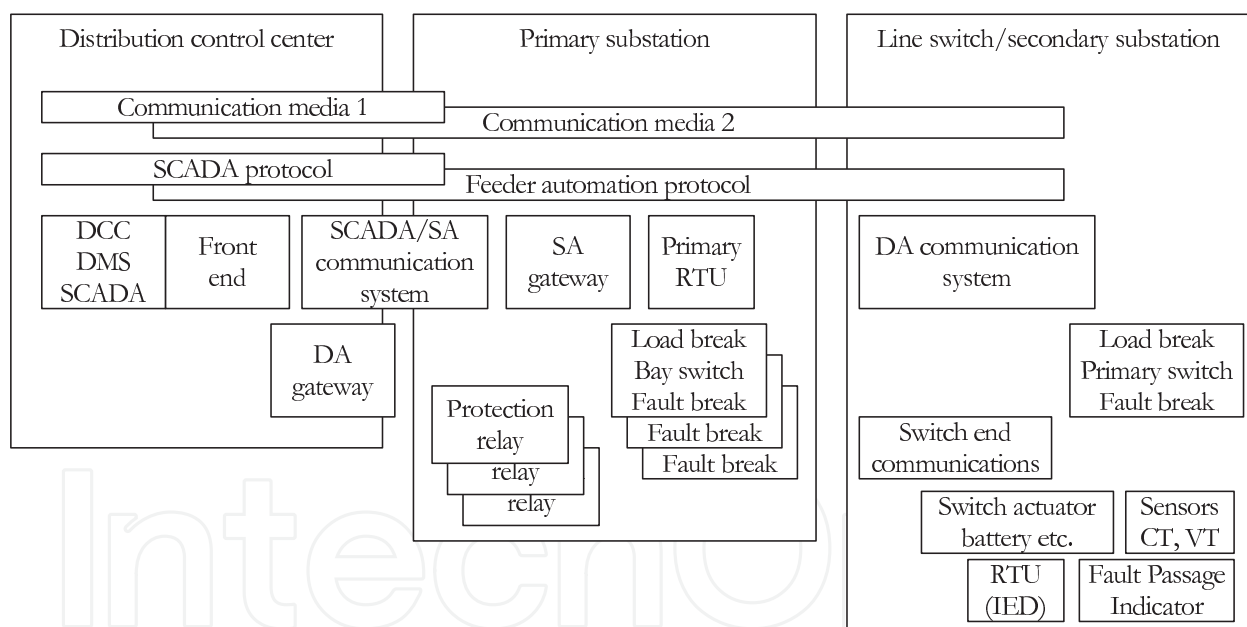 Distribution control center
Primary substation
Line switch/secondary substation
Communication media 1
Communication media 2
SCADA protocol
Feeder automation protocol
DCC
DMS
SCADA
Front
end
SCADA/SA
communication
system
SA
gateway
Primary
RTU
DA communication
system
DA
gateway
Load break
Bay switch
Fault break
Fault break
Fault break
Load break
Primary switch
Fault break
Protection
relay
relay
relay
Switch end
communications
Switch actuator
battery etc.
Sensors
CT, VT
RTU
(IED)
Fault Passage
Indicator